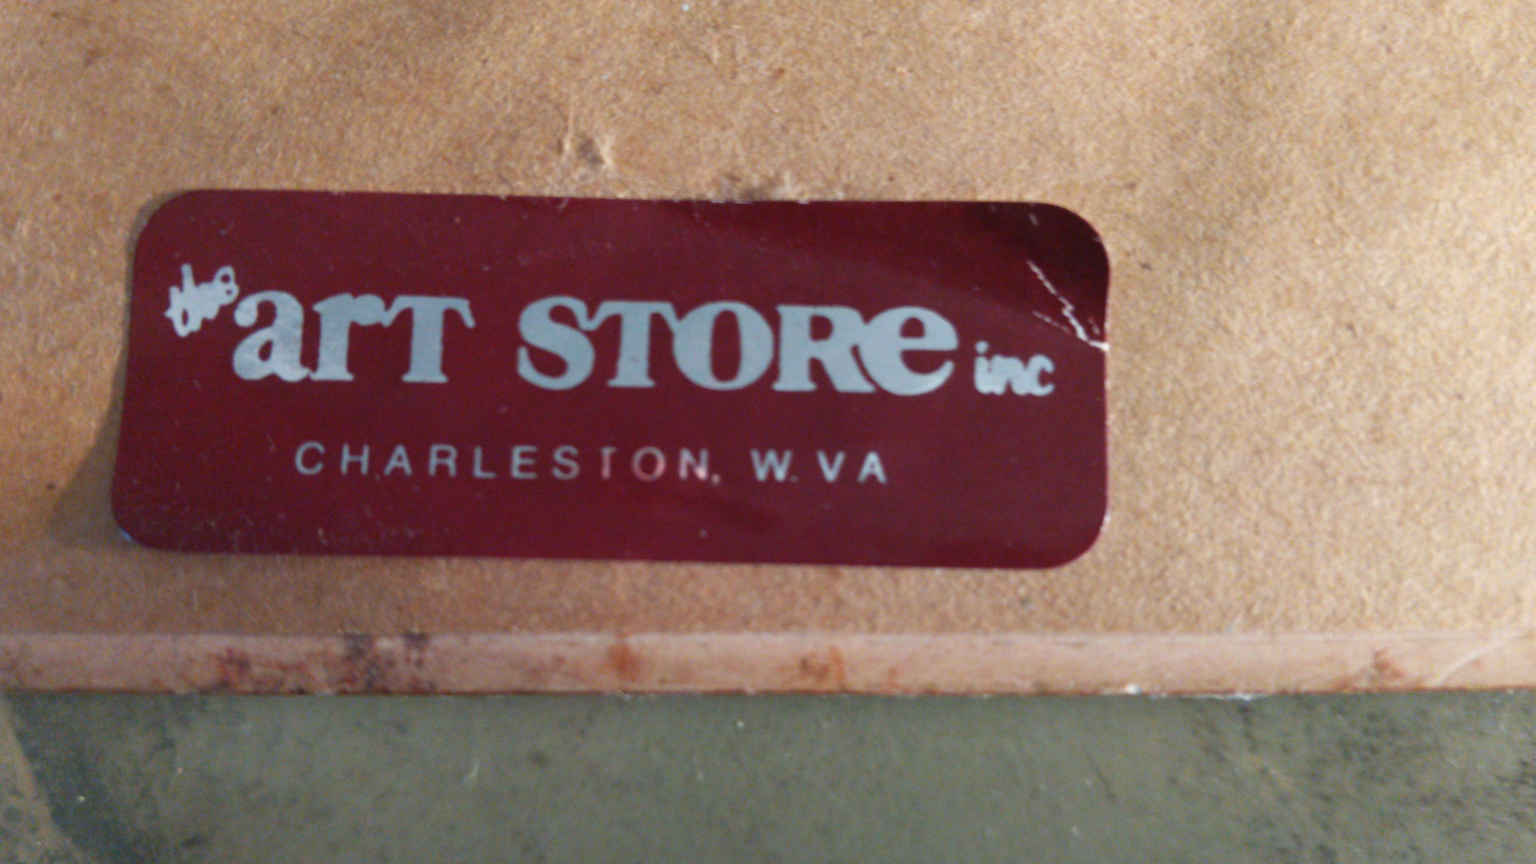 the arT STORe inc
CHARLESTON, W. VA